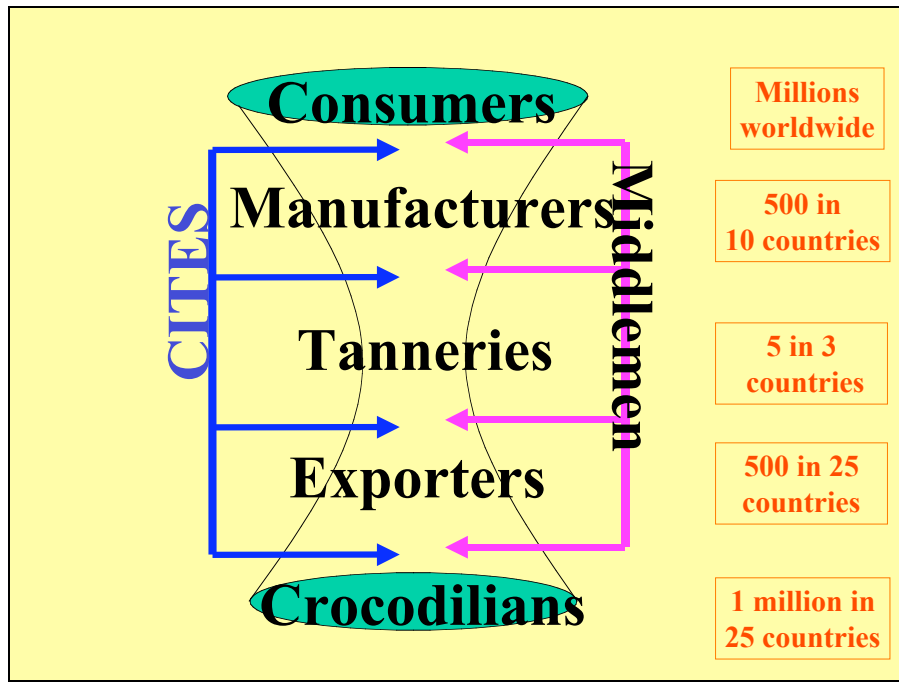 Consumers
Millions
worldwide
CITES
Manufacturers
Middlemen
500 in
10 countries
Tanneries
5 in 3
countries
Exporters
500 in 25
countries
Crocodilians
1 million in
25 countries